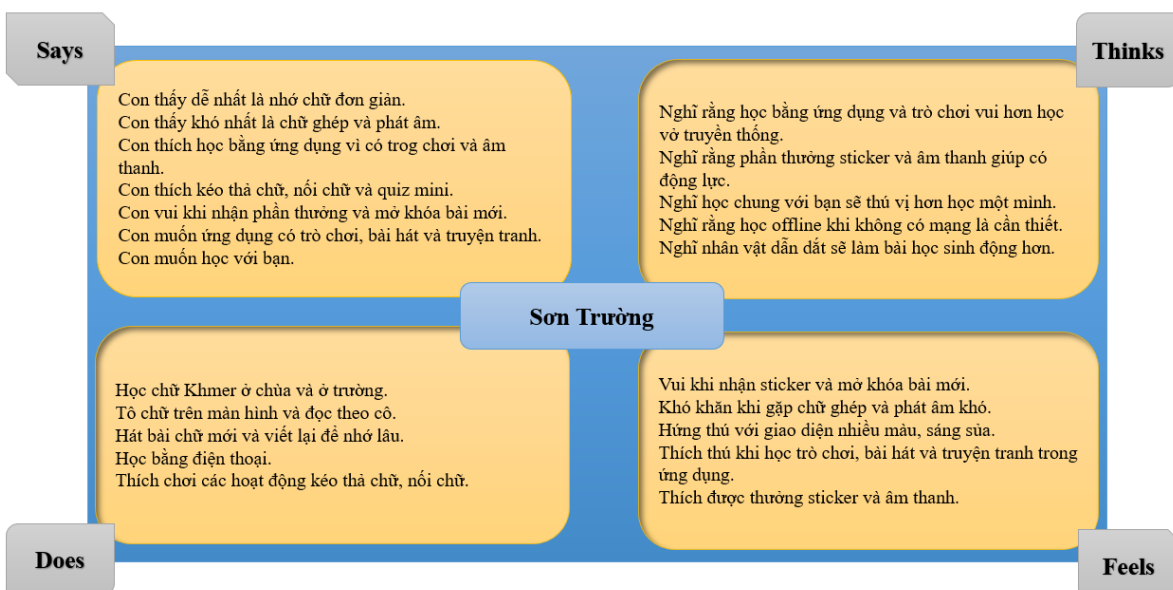 Says
Con thấy dễ nhất là nhớ chữ đơn giản.
Con thấy khó nhất là chữ ghép và phát âm.
Con thích học bằng ứng dụng vì có trog chơi và âm
thanh.
Con thích kéo thả chữ, nối chữ và quiz mini.
Con vui khi nhận phần thưởng và mở khóa bài mới.
Con muốn ứng dụng có trò chơi, bài hát và truyện tranh.
Con muốn học với bạn.
Thinks
Nghĩ rằng học bằng ứng dụng và trò chơi vui hơn học
vở truyền thống.
Nghĩ rằng phần thưởng sticker và âm thanh giúp có
động lực.
Nghĩ học chung với bạn sẽ thú vị hơn học một mình.
Nghĩ rằng học offline khi không có mạng là cần thiết.
Nghĩ nhân vật dẫn dắt sẽ làm bài học sinh động hơn.
Sơn Trường
Học chữ Khmer ở chùa và ở trường.
Tô chữ trên màn hình và đọc theo cô.
Hát bài chữ mới và viết lại để nhớ lâu.
Học bằng điện thoại.
Thích chơi các hoạt động kéo thả chữ, nối chữ.
Does
Vui khi nhận sticker và mở khóa bài mới.
Khó khăn khi gặp chữ ghép và phát âm khó.
Hứng thú với giao diện nhiều màu, sáng sủa.
Thích thú khi học trò chơi, bài hát và truyện tranh trong
ứng dụng.
Thích được thưởng sticker và âm thanh.
Feels